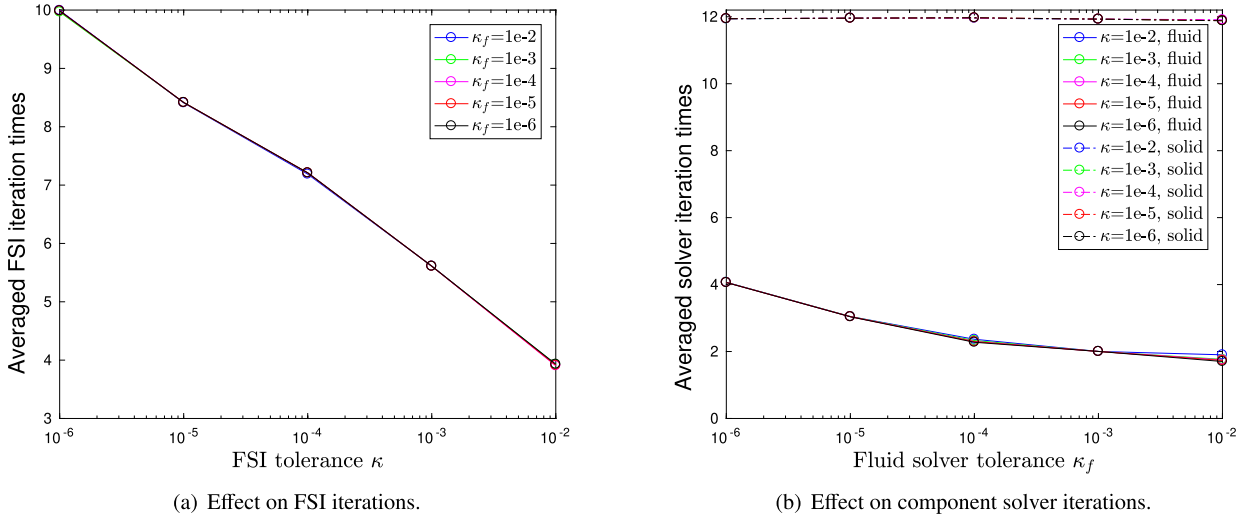 10
9
8
7
6
5
4
3
Averaged FSI iteration times
κ_f=1e-2
κ_f=1e-3
κ_f=1e-4
κ_f=1e-5
κ_f=1e-6
10^-6
10^-5
10^-4
10^-3
10^-2
FSI tolerance κ
(a) Effect on FSI iterations.
12
10
8
6
4
2
0
Averaged solver iteration times
κ=1e-2, fluid
κ=1e-3, fluid
κ=1e-4, fluid
κ=1e-5, fluid
κ=1e-6, fluid
κ=1e-2, solid
κ=1e-3, solid
κ=1e-4, solid
κ=1e-5, solid
κ=1e-6, solid
10^-6
10^-5
10^-4
10^-3
10^-2
Fluid solver tolerance κ_f
(b) Effect on component solver iterations.